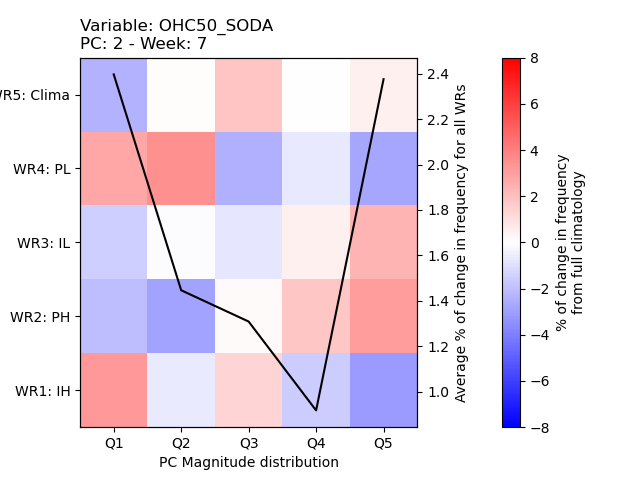 Variable: OHC50_SODA
PC: 2 - Week: 7
WR5: Clima
WR4: PL
WR3: IL
WR2: PH
WR1: IH
Q1 Q2 Q3 Q4 Q5
PC Magnitude distribution
2.4
2.2
2.0
1.8
1.6
1.4
1.2
1.0
Average % of change in frequency for all WRs
8
6
4
2
0
−2
−4
−6
−8
% of change in frequency
from full climatology